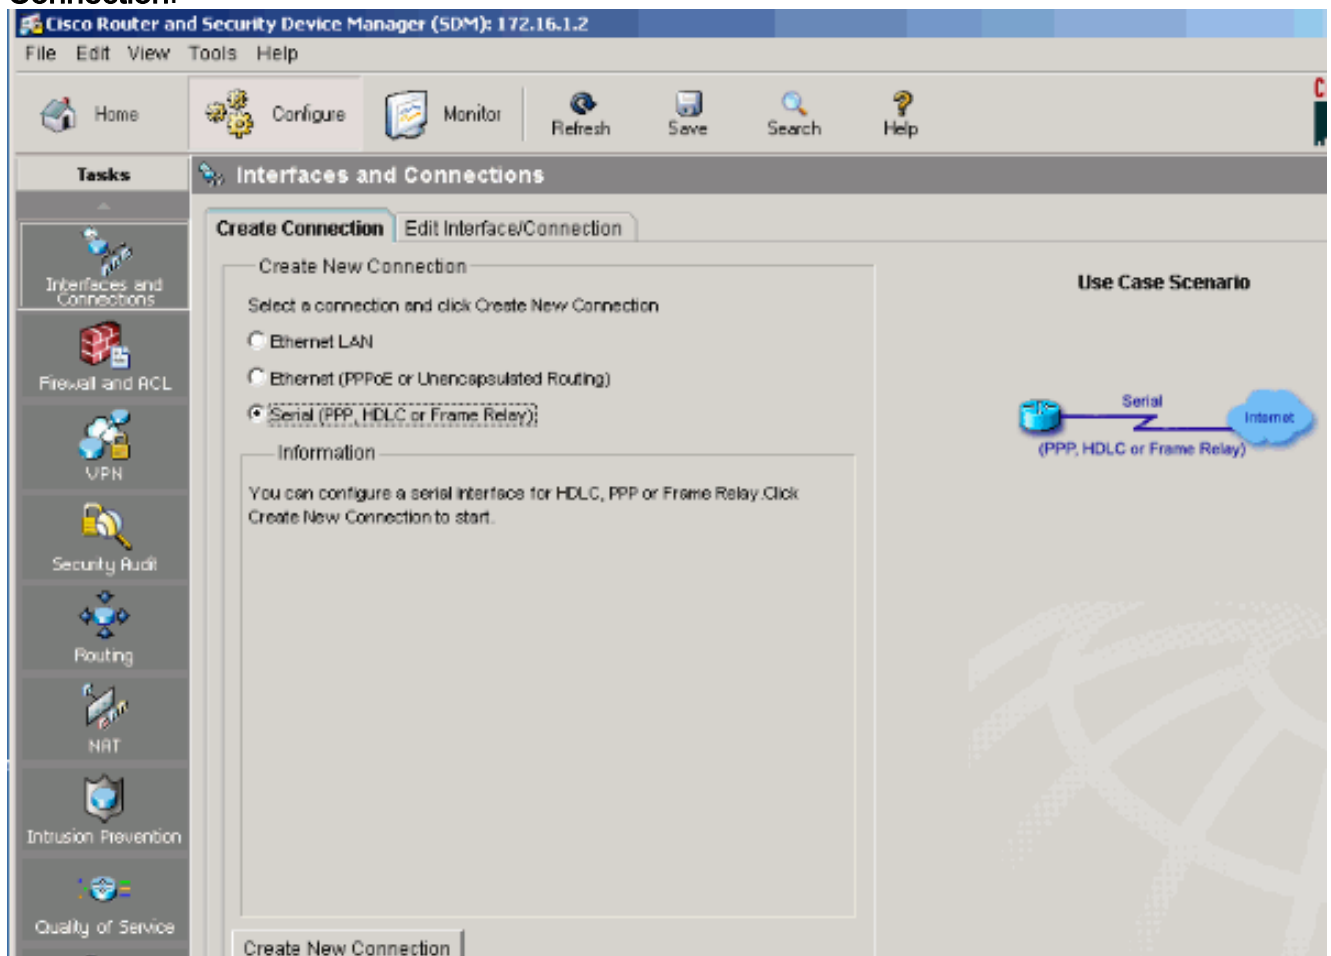 Connection.
Cisco Router and Security Device Manager (SDM): 172.16.1.2
File Edit View Tools Help
Home Configure Monitor Refresh Save Search Help
Tasks
Interfaces and Connections
Create Connection Edit Interface/Connection
Interfaces and
Connections
Firewall and ACL
VPN
Security Audit
Routing
NAT
Intrusion Prevention
Quality of Service
Create New Connection
Select a connection and click Create New Connection
Ethernet LAN
Ethernet (PPPoE or Unencapsulated Routing)
Serial (PPP, HDLC or Frame Relay)
Information
You can configure a serial interface for HDLC, PPP or Frame Relay.Click
Create New Connection to start.
Create New Connection
Use Case Scenario
Serial
Internet
(PPP, HDLC or Frame Relay)